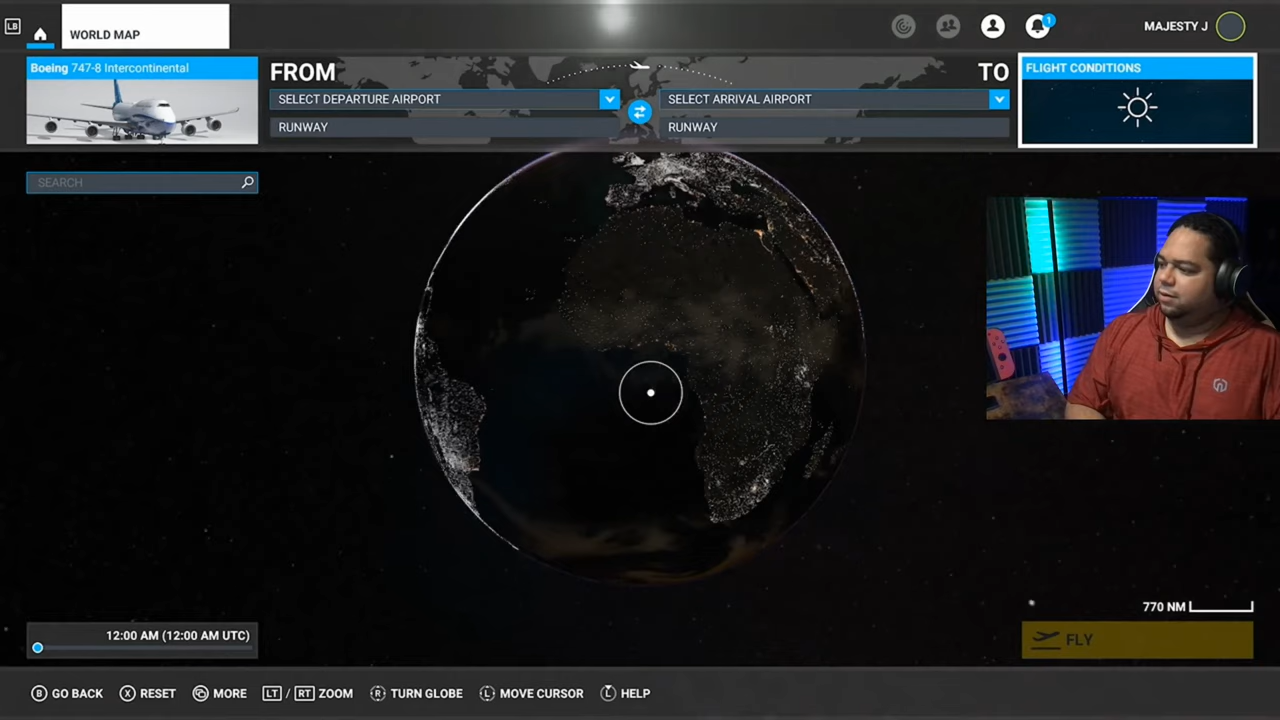 LB
WORLD MAP
1
MAJESTY J
Boeing 747-8 Intercontinental
FROM
SELECT DEPARTURE AIRPORT
RUNWAY
TO
SELECT ARRIVAL AIRPORT
RUNWAY
FLIGHT CONDITIONS
SEARCH
12:00 AM (12:00 AM UTC)
770 NM
FLY
B GO BACK
X RESET
MORE
LT / RT ZOOM
R TURN GLOBE
L MOVE CURSOR
L HELP